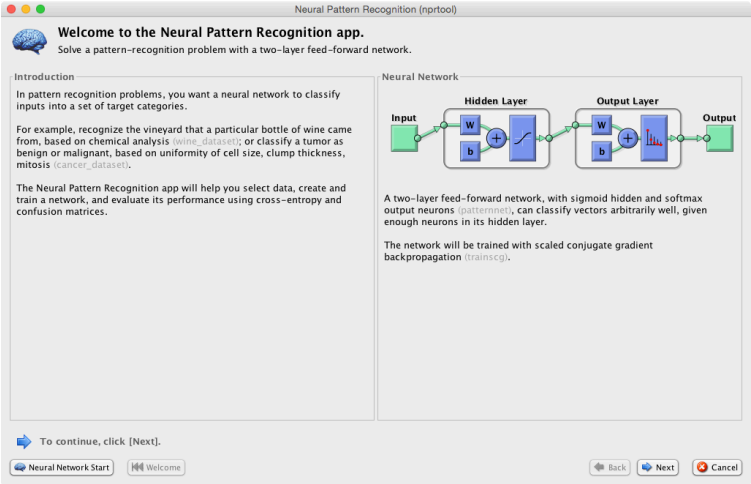 Neural Pattern Recognition (nprtool)
Welcome to the Neural Pattern Recognition app.
Solve a pattern-recognition problem with a two-layer feed-forward network.
Introduction
In pattern recognition problems, you want a neural network to classify
inputs into a set of target categories.
For example, recognize the vineyard that a particular bottle of wine came
from, based on chemical analysis (wine_dataset); or classify a tumor as
benign or malignant, based on uniformity of cell size, clump thickness,
mitosis (cancer_dataset).
The Neural Pattern Recognition app will help you select data, create and
train a network, and evaluate its performance using cross-entropy and
confusion matrices.
Neural Network
Hidden Layer Output Layer
Input Output
W W
b b
+ +
A two-layer feed-forward network, with sigmoid hidden and softmax
output neurons (patternnet), can classify vectors arbitrarily well, given
enough neurons in its hidden layer.
The network will be trained with scaled conjugate gradient
backpropagation (trainscg).
To continue, click [Next].
Neural Network Start Welcome Back Next Cancel